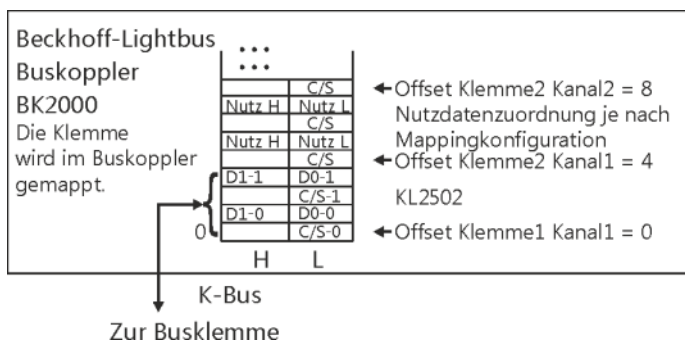 Beckhoff-Lightbus
Buskoppler
BK2000
Die Klemme
wird im Buskoppler
gemappt.
•••
•••
C/S
Nutz H Nutz L
C/S
Nutz H Nutz L
C/S
D1-1 D0-1
C/S-1
D1-0 D0-0
0 C/S-0
H L
Offset Klemme2 Kanal2 = 8
Nutzdatenzuordnung je nach
Mappingkonfiguration
Offset Klemme2 Kanal1 = 4
KL2502
Offset Klemme1 Kanal1 = 0
K-Bus
Zur Busklemme